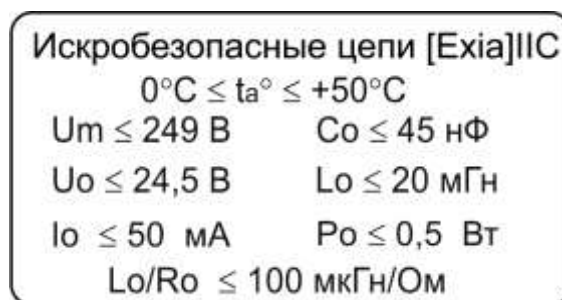 Искробезопасные цепи [Exia]IIC
0°C ≤ ta° ≤ +50°C
Um ≤ 249 В Co ≤ 45 нФ
Uo ≤ 24,5 В Lo ≤ 20 мГн
Io ≤ 50 мА Po ≤ 0,5 Вт
Lo/Ro ≤ 100 мкГн/Ом